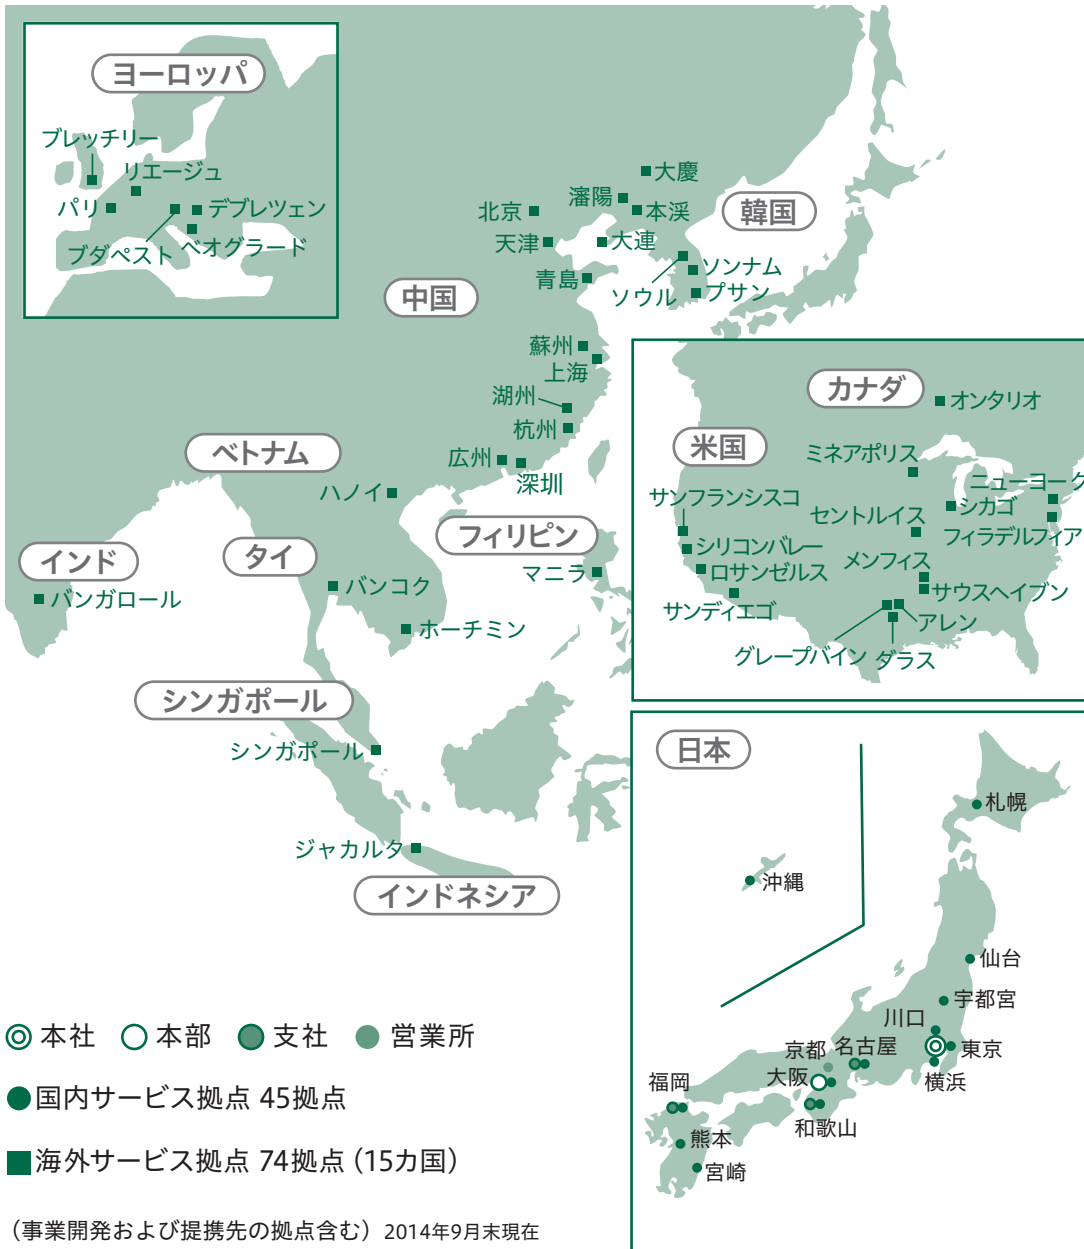 ヨーロッパ
ブレッチリー
リエージュ
パリ
デブレツェン
ブダペスト
ベオグラード
大慶
瀋陽
本渓
北京
天津
大連
青島
韓国
ソウル
ソンナム
プサン
中国
蘇州
上海
湖州
杭州
広州
深圳
ベトナム
ハノイ
フィリピン
マニラ
インド
バンガロール
タイ
バンコク
ホーチミン
シンガポール
シンガポール
ジャカルタ
インドネシア
カナダ
オンタリオ
米国
ミネアポリス
ニューヨーク
サンフランシスコ
シカゴ
セントルイス
フィラデルフィア
シリコンバレー
メンフィス
ロサンゼルス
サウスヘイブン
サンディエゴ
アレン
グレープバイン
ダラス
日本
札幌
沖縄
仙台
宇都宮
川口
東京
京都
名古屋
横浜
福岡
大阪
和歌山
熊本
宮崎
本社 本部 支社 営業所
国内サービス拠点 45拠点
海外サービス拠点 74拠点（15カ国）
（事業開発および提携先の拠点含む）2014年9月末現在